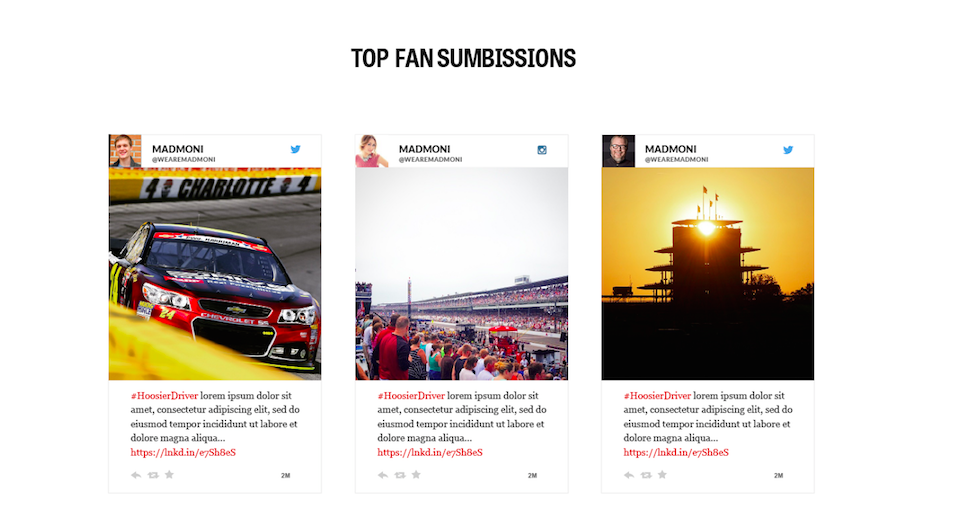 TOP FAN SUMBISSIONS
MADMONI
@WEAREMADMONI
4 CHARLOTTE 4
CHEVROLET SS
24
#HoosierDriver lorem ipsum dolor sit
amet, consectetur adipiscing elit, sed do
eiusmod tempor incididunt ut labore et
dolore magna aliqua...
https://lnkd.in/e7Sh8eS
2M
MADMONI
@WEAREMADMONI
#HoosierDriver lorem ipsum dolor sit
amet, consectetur adipiscing elit, sed do
eiusmod tempor incididunt ut labore et
dolore magna aliqua...
https://lnkd.in/e7Sh8eS
2M
MADMONI
@WEAREMADMONI
#HoosierDriver lorem ipsum dolor sit
amet, consectetur adipiscing elit, sed do
eiusmod tempor incididunt ut labore et
dolore magna aliqua...
https://lnkd.in/e7Sh8eS
2M